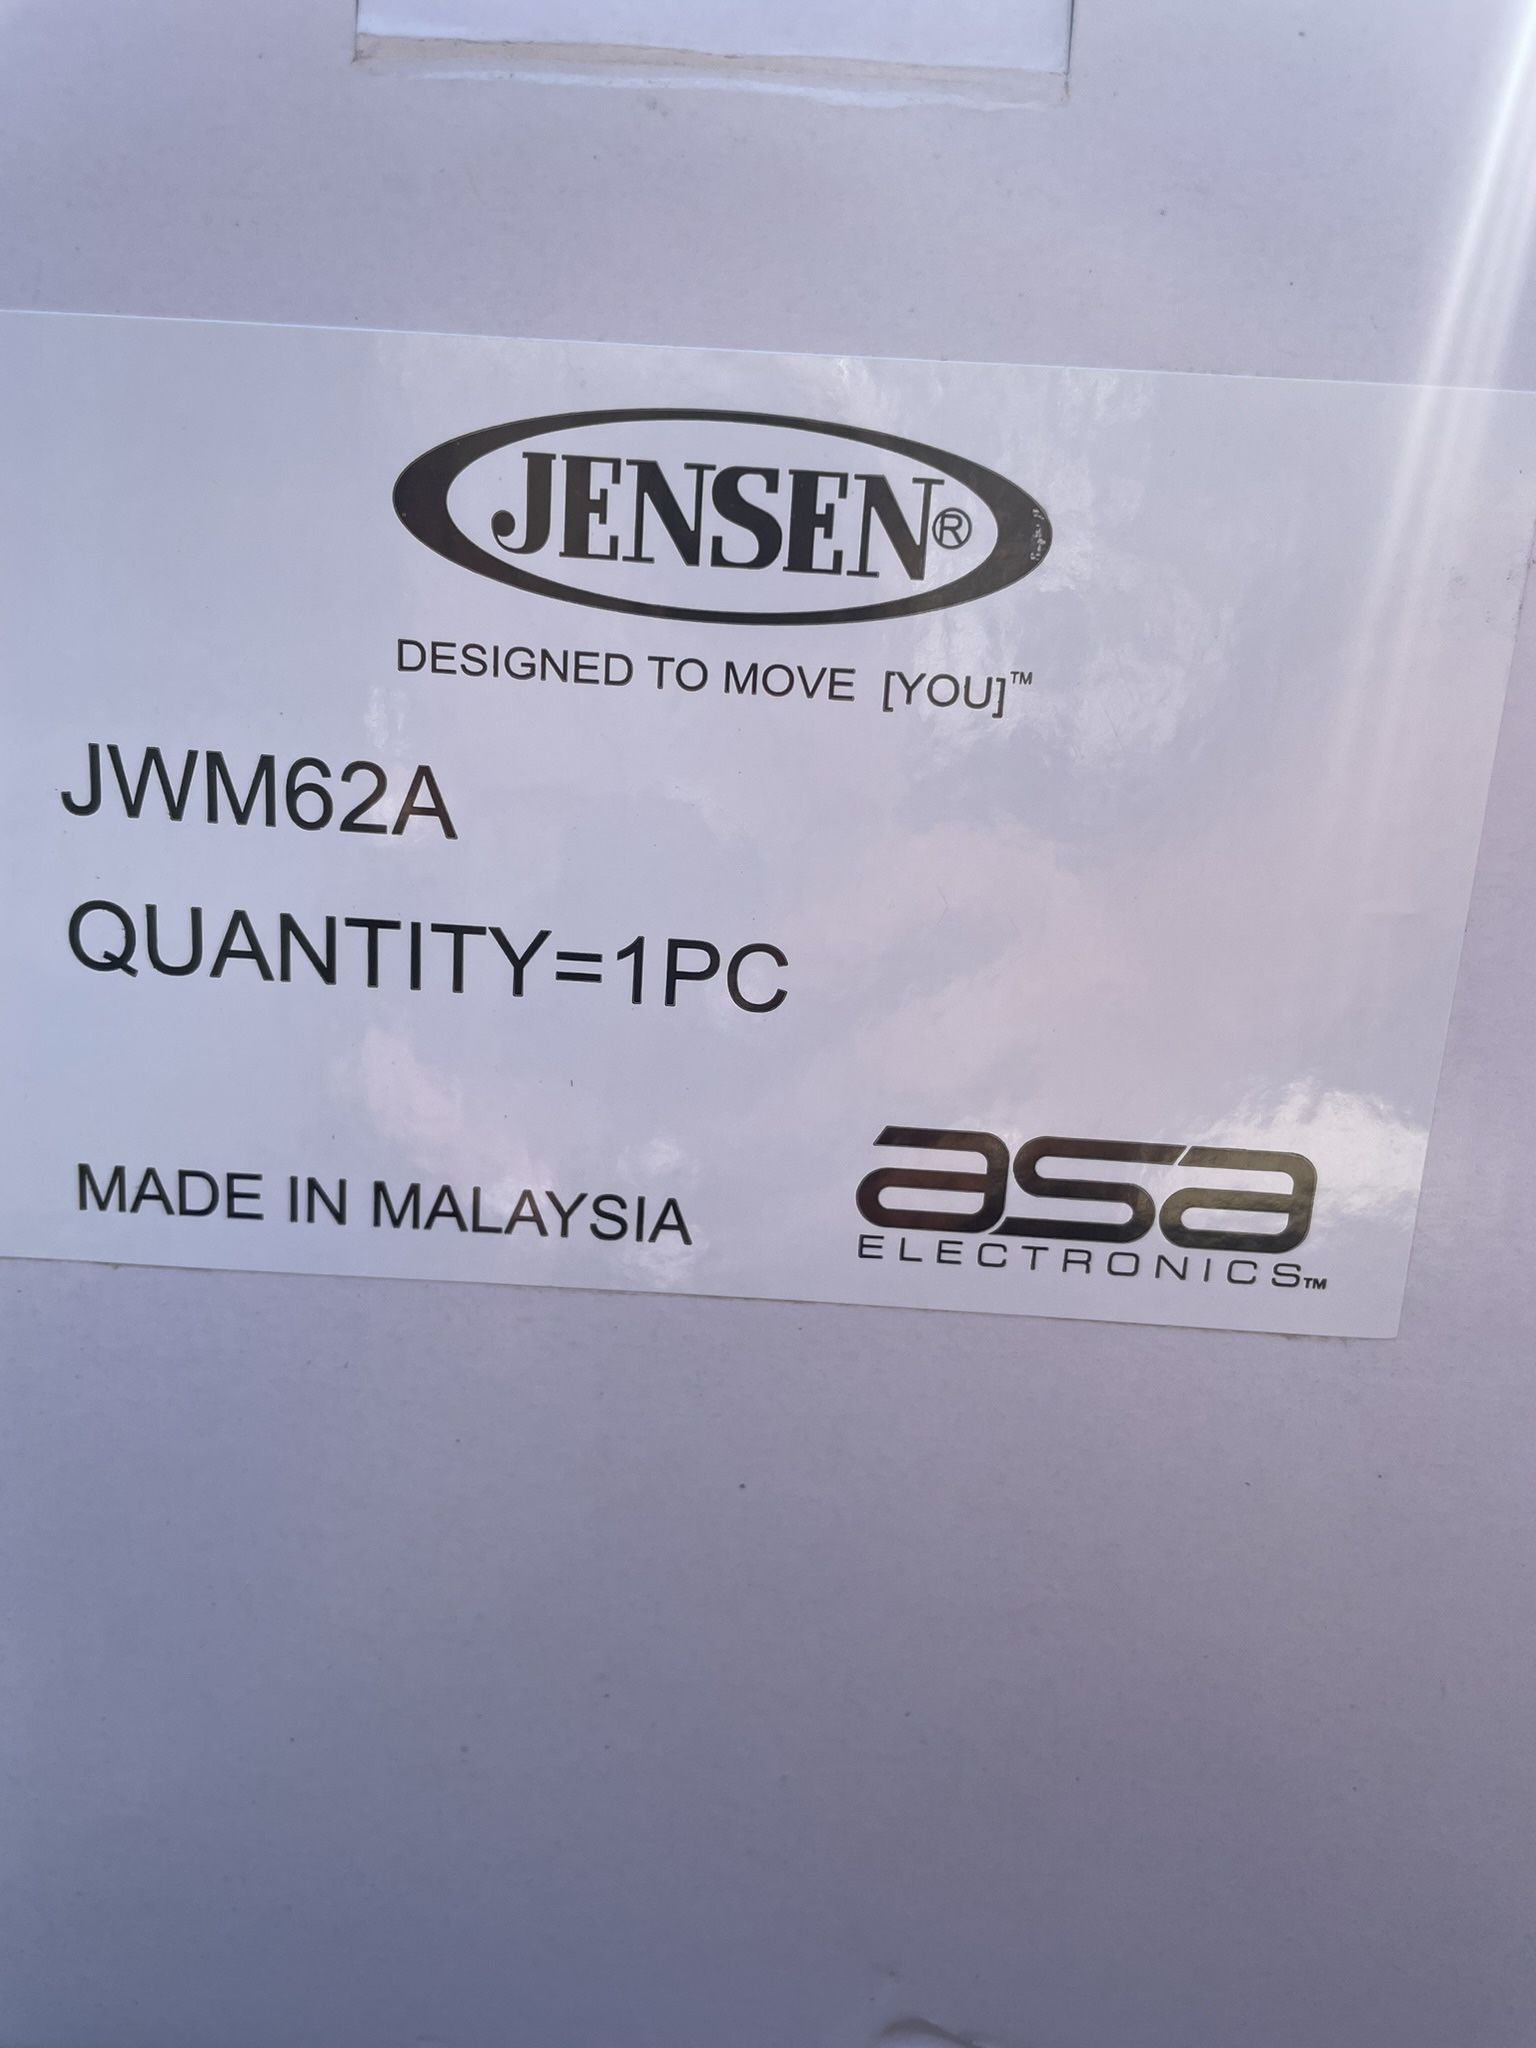 JENSEN®
DESIGNED TO MOVE [YOU]™
JWM62A
QUANTITY=1PC
MADE IN MALAYSIA
asa
ELECTRONICS™